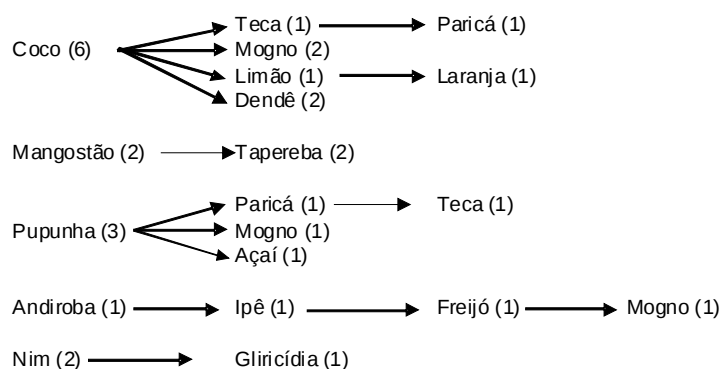 Teca (1) Paricá (1)
Coco (6) Mogno (2)
Limão (1) Laranja (1)
Dendê (2)
Mangostão (2) Tapereba (2)
Paricá (1) Teca (1)
Pupunha (3) Mogno (1)
Açaí (1)
Andiroba (1) Ipê (1) Freijó (1) Mogno (1)
Nim (2) Gliricídia (1)